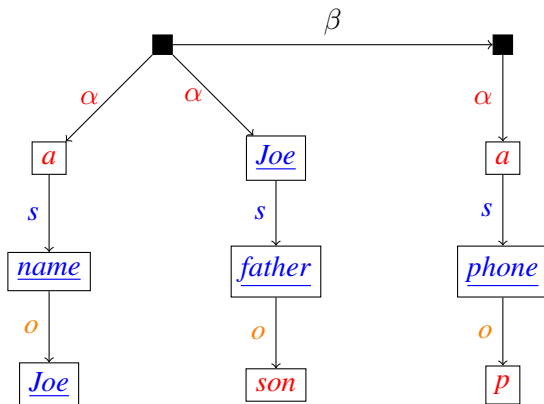 β
α α α
a Joe a
s s s
name father phone
o o o
Joe son p